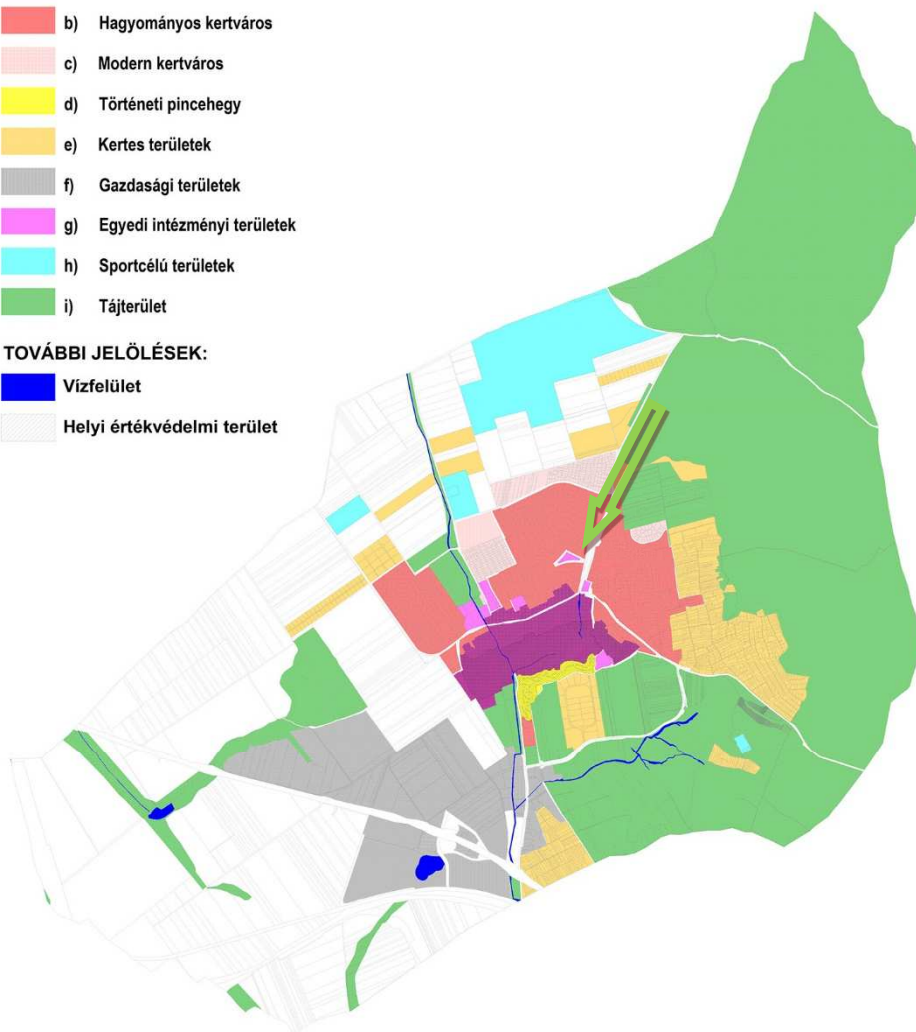 b) Hagyományos kertváros
c) Modern kertváros
d) Történeti pincehegy
e) Kertes területek
f) Gazdasági területek
g) Egyedi intézményi területek
h) Sportcélú területek
i) Tájterület
TOVÁBBI JELÖLÉSEK:
Vízfelület
Helyi értékvédelmi terület